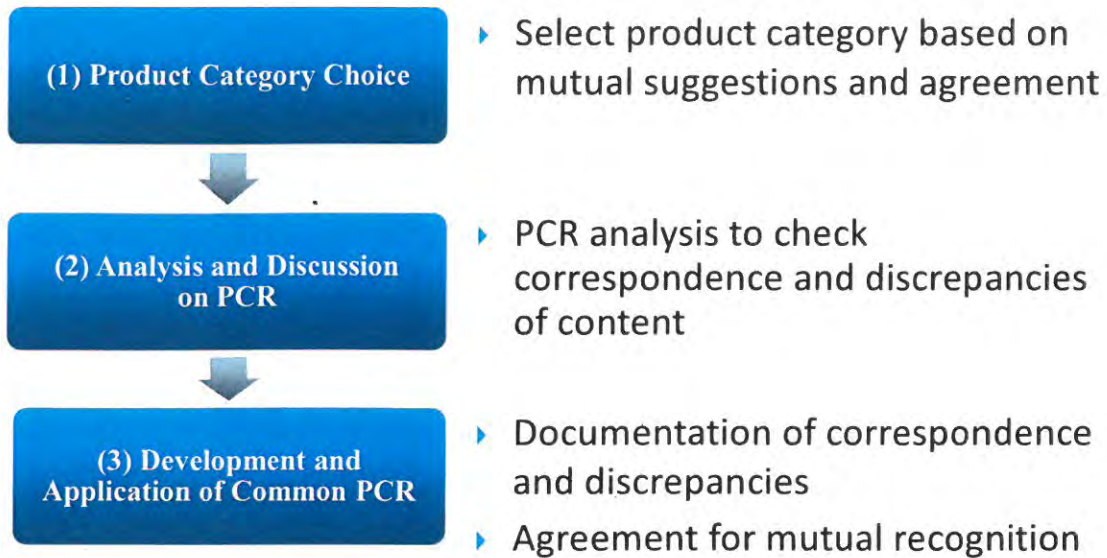 (1) Product Category Choice
Select product category based on
mutual suggestions and agreement
(2) Analysis and Discussion
on PCR
PCR analysis to check
correspondence and discrepancies
of content
(3) Development and
Application of Common PCR
Documentation of correspondence
and discrepancies
Agreement for mutual recognition